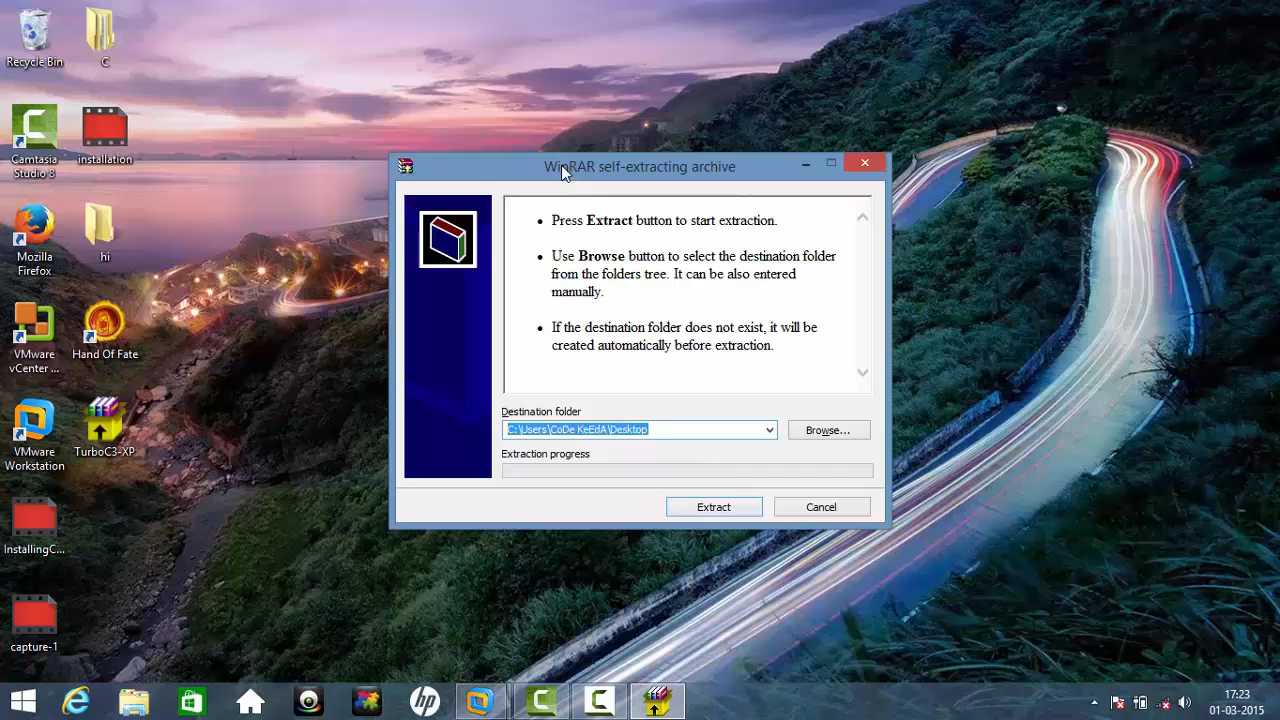 Recycle Bin
C
Camtasia
Studio 8
installation
Mozilla
Firefox
hi
VMware
vCenter ...
Hand Of Fate
VMware
Workstation
TurboC3-XP
InstallingC...
capture-1
WinRAR self-extracting archive
Press Extract button to start extraction.
Use Browse button to select the destination folder
from the folders tree. It can be also entered
manually.
If the destination folder does not exist, it will be
created automatically before extraction.
Destination folder
C:\Users\CoDe KeEdA\Desktop
Browse...
Extraction progress
Extract
Cancel
hp
17:23
01-03-2015